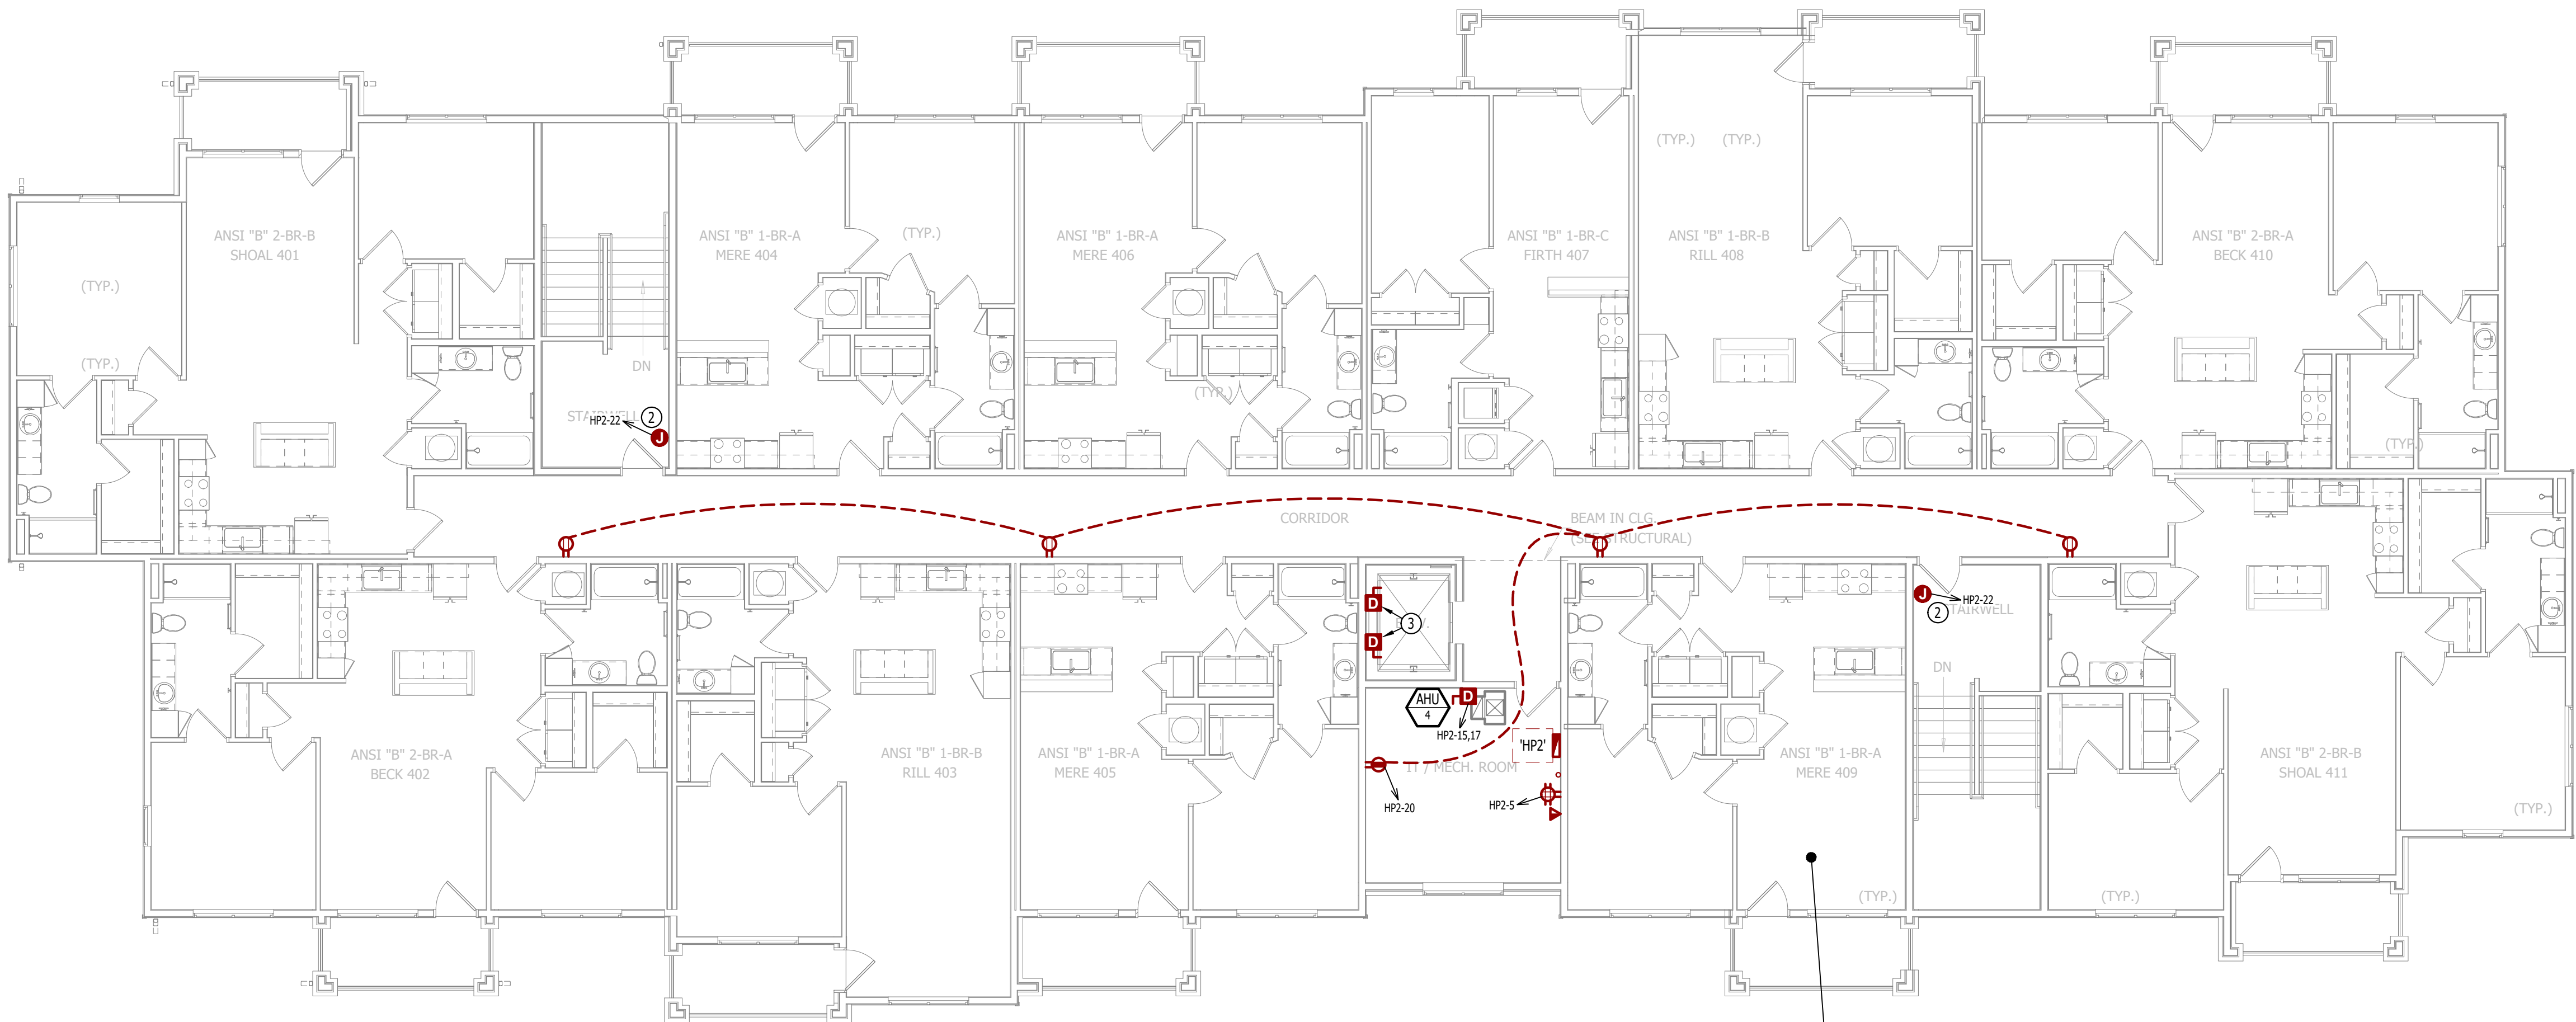 (TYP.)
(TYP.)
ANSI "B" 2-BR-B
SHOAL 401
(TYP.)
(TYP.)
DN
STAIRWELL
HP2-22
2
J
ANSI "B" 1-BR-A
MERE 404
(TYP.)
ANSI "B" 1-BR-A
MERE 406
(TYP.)
ANSI "B" 1-BR-C
FIRTH 407
ANSI "B" 1-BR-B
RILL 408
ANSI "B" 2-BR-A
BECK 410
(TYP.)
CORRIDOR
BEAM IN CLG.
(SEE STRUCTURAL)
D
3
D
AHU
4
D
HP2-15,17
'HP2'
IT / MECH. ROOM
HP2-20
HP2-5
J
HP2-22
2
STAIRWELL
DN
ANSI "B" 2-BR-A
BECK 402
ANSI "B" 1-BR-B
RILL 403
ANSI "B" 1-BR-A
MERE 405
ANSI "B" 1-BR-A
MERE 409
ANSI "B" 2-BR-B
SHOAL 411
(TYP.)
(TYP.)
(TYP.)